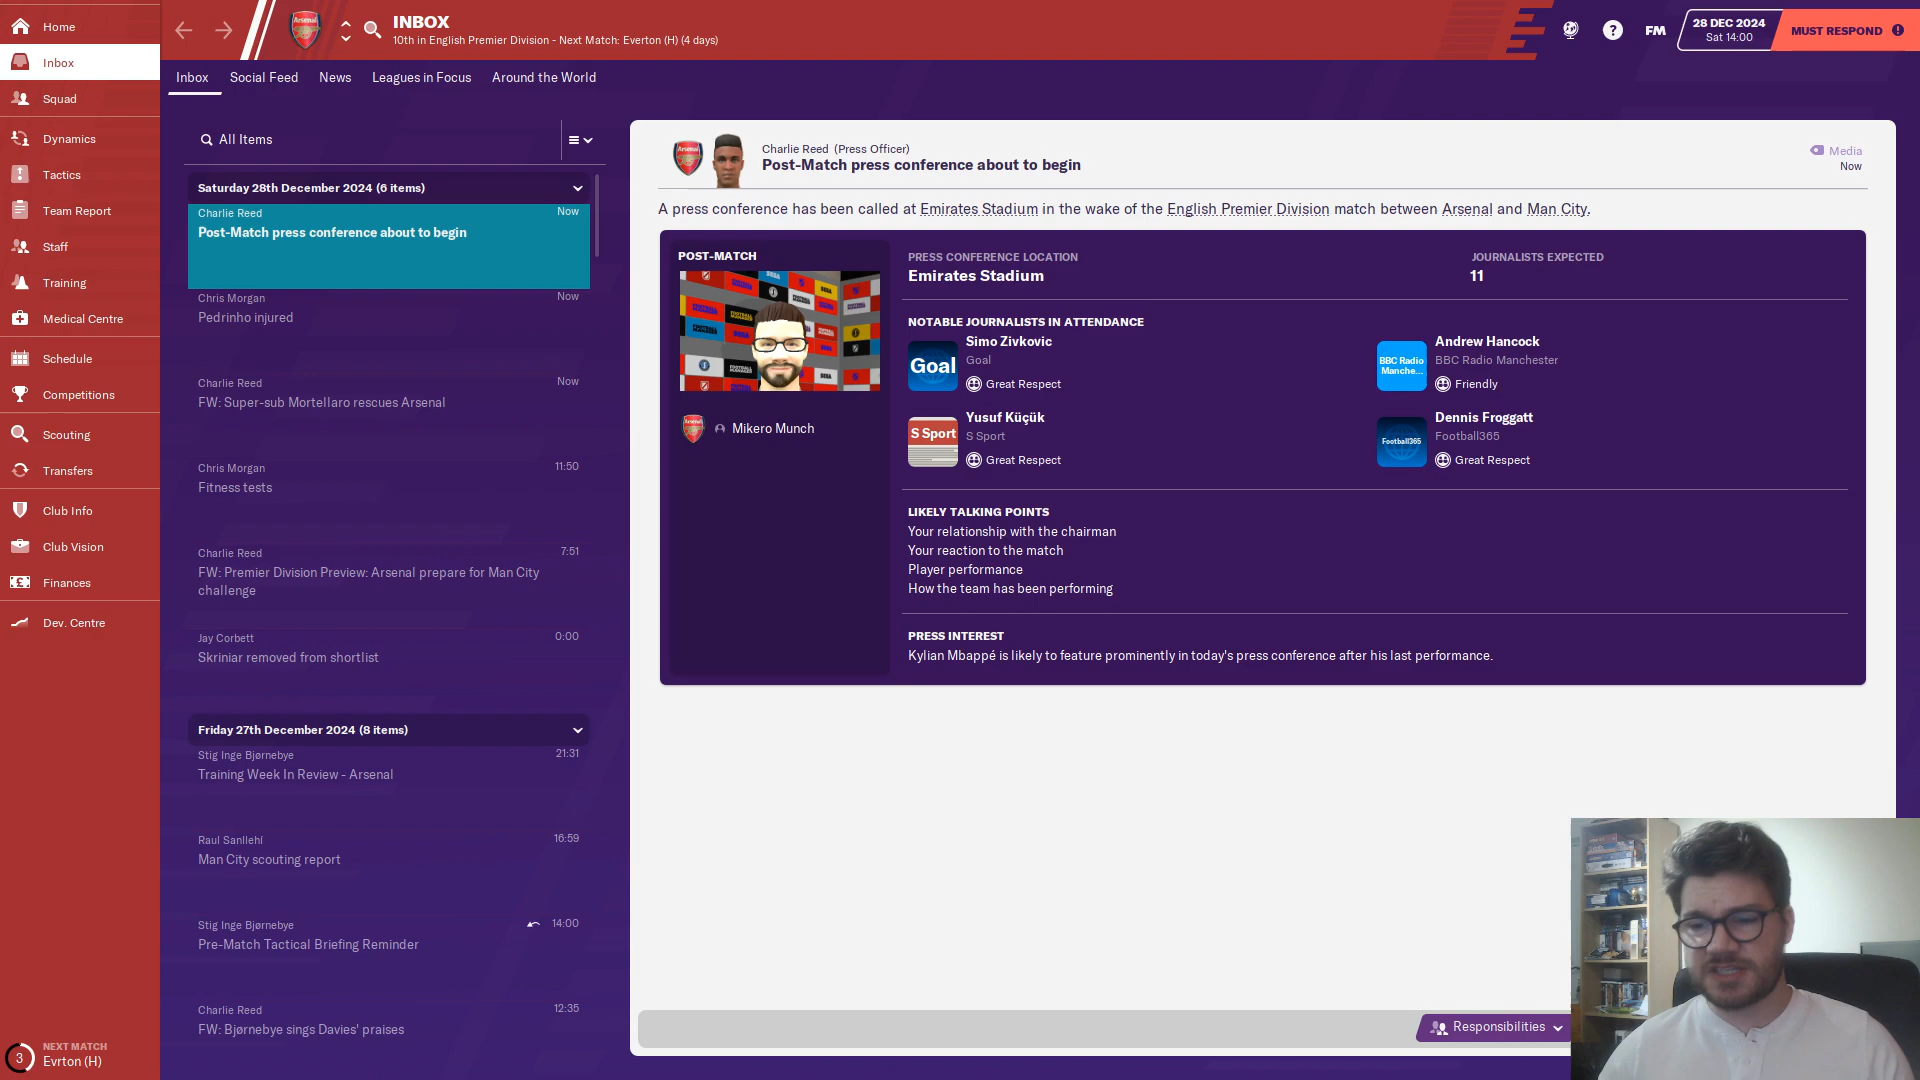 Home
Inbox
Squad
Dynamics
Tactics
Team Report
Staff
Training
Medical Centre
Schedule
Competitions
Scouting
Transfers
Club Info
Club Vision
Finances
Dev. Centre
3
NEXT MATCH
Evrton (H)
Arsenal
INBOX
10th in English Premier Division - Next Match: Everton (H) (4 days)
?
FM
28 DEC 2024
Sat 14:00
MUST RESPOND
Inbox
Social Feed
News
Leagues in Focus
Around the World
All Items
Saturday 28th December 2024 (6 items)
Charlie Reed
Now
Post-Match press conference about to begin
Chris Morgan
Now
Pedrinho injured
Charlie Reed
Now
FW: Super-sub Mortellaro rescues Arsenal
Chris Morgan
11:50
Fitness tests
Charlie Reed
7:51
FW: Premier Division Preview: Arsenal prepare for Man City
challenge
Jay Corbett
0:00
Skriniar removed from shortlist
Friday 27th December 2024 (8 items)
Stig Inge Bjørnebye
21:31
Training Week In Review - Arsenal
Raul Sanllehí
16:59
Man City scouting report
Stig Inge Bjørnebye
14:00
Pre-Match Tactical Briefing Reminder
Charlie Reed
12:35
FW: Bjørnebye sings Davies' praises
Arsenal
Charlie Reed (Press Officer)
Post-Match press conference about to begin
Media
Now
A press conference has been called at Emirates Stadium in the wake of the English Premier Division match between Arsenal and Man City.
POST-MATCH
Mikero Munch
PRESS CONFERENCE LOCATION
Emirates Stadium
JOURNALISTS EXPECTED
11
NOTABLE JOURNALISTS IN ATTENDANCE
Goal
Simo Zivkovic
Goal
Great Respect
BBC Radio
Manche...
Andrew Hancock
BBC Radio Manchester
Friendly
S Sport
Yusuf Küçük
S Sport
Great Respect
Football365
Dennis Froggatt
Football365
Great Respect
LIKELY TALKING POINTS
Your relationship with the chairman
Your reaction to the match
Player performance
How the team has been performing
PRESS INTEREST
Kylian Mbappé is likely to feature prominently in today's press conference after his last performance.
Responsibilities